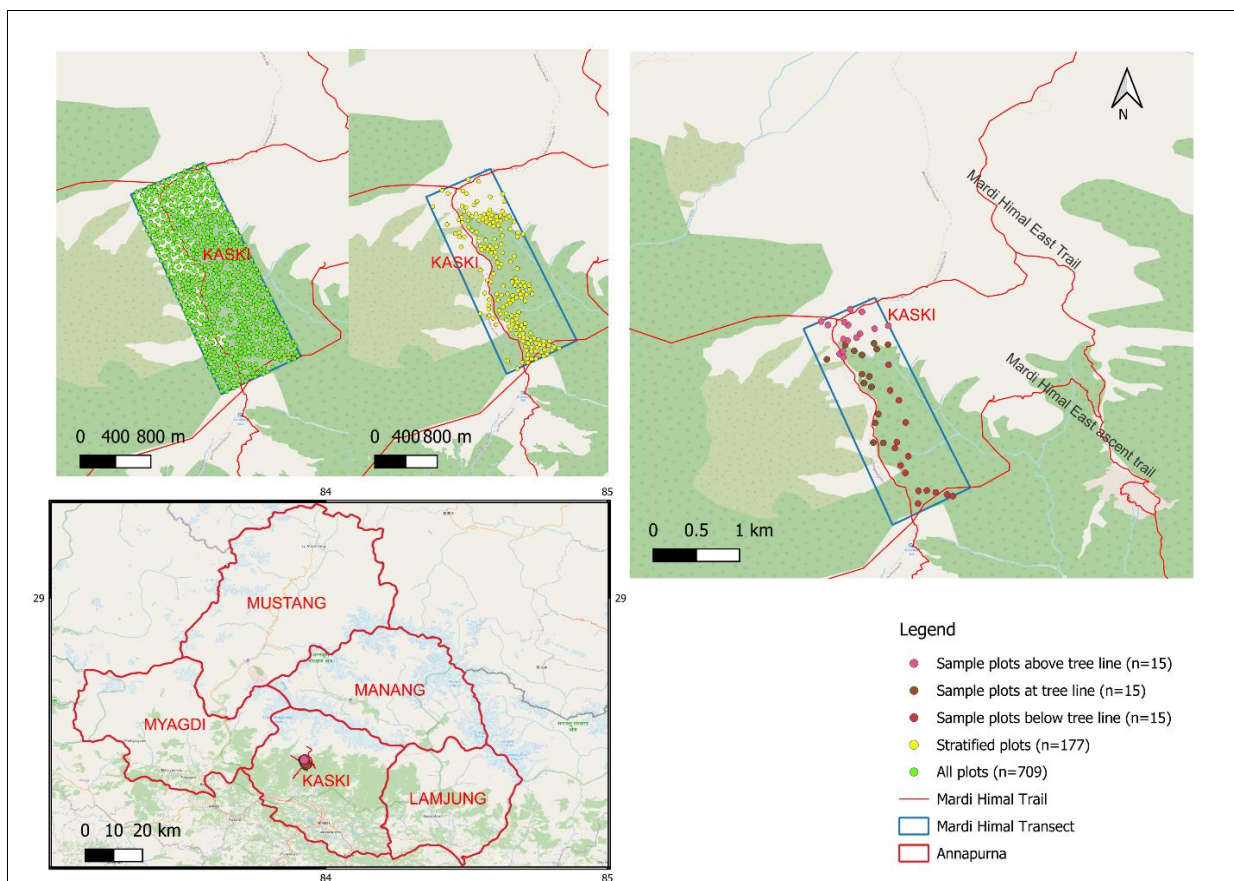 KASKI
0 400 800 m
KASKI
0 400 800 m
N
Mardi Himal East Trail
KASKI
Mardi Himal East ascent trail
0 0.5 1 km
84
85
29
29
MUSTANG
MANANG
MYAGDI
KASKI
LAMJUNG
0 10 20 km
84
85
Legend
Sample plots above tree line (n=15)
Sample plots at tree line (n=15)
Sample plots below tree line (n=15)
Stratified plots (n=177)
All plots (n=709)
Mardi Himal Trail
Mardi Himal Transect
Annapurna